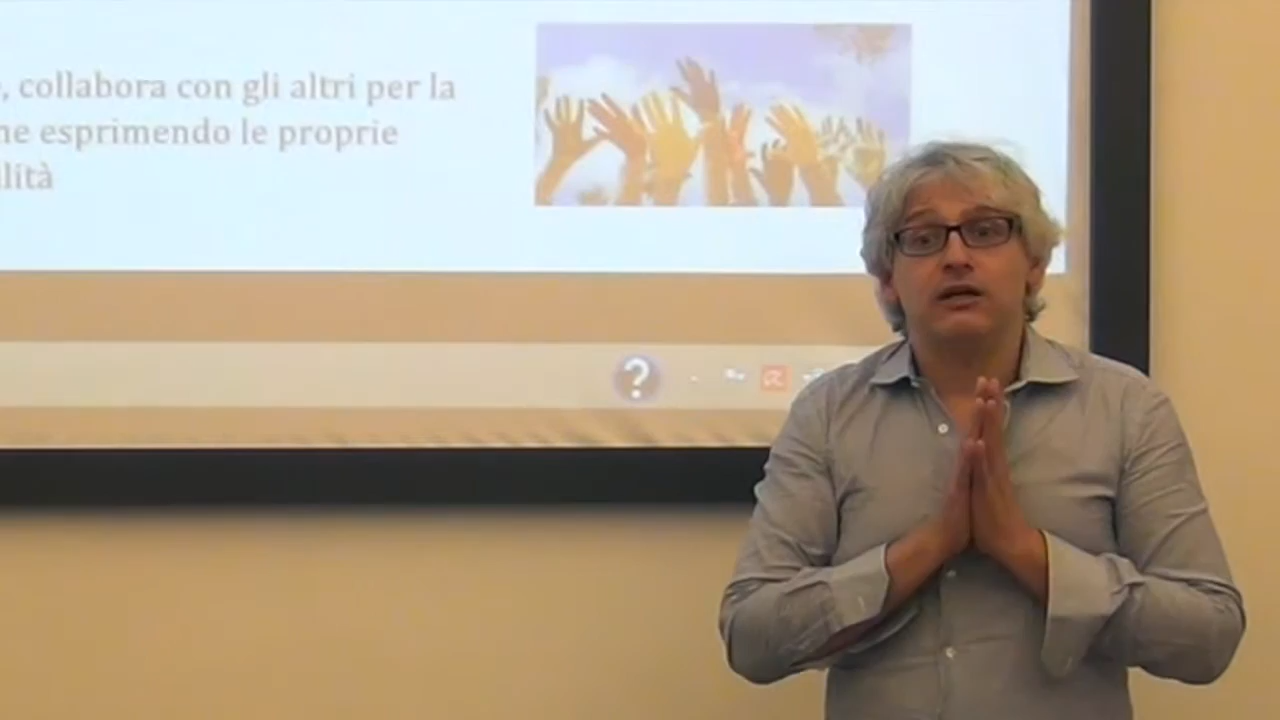 , collabora con gli altri per la
ne esprimendo le proprie
lità
?